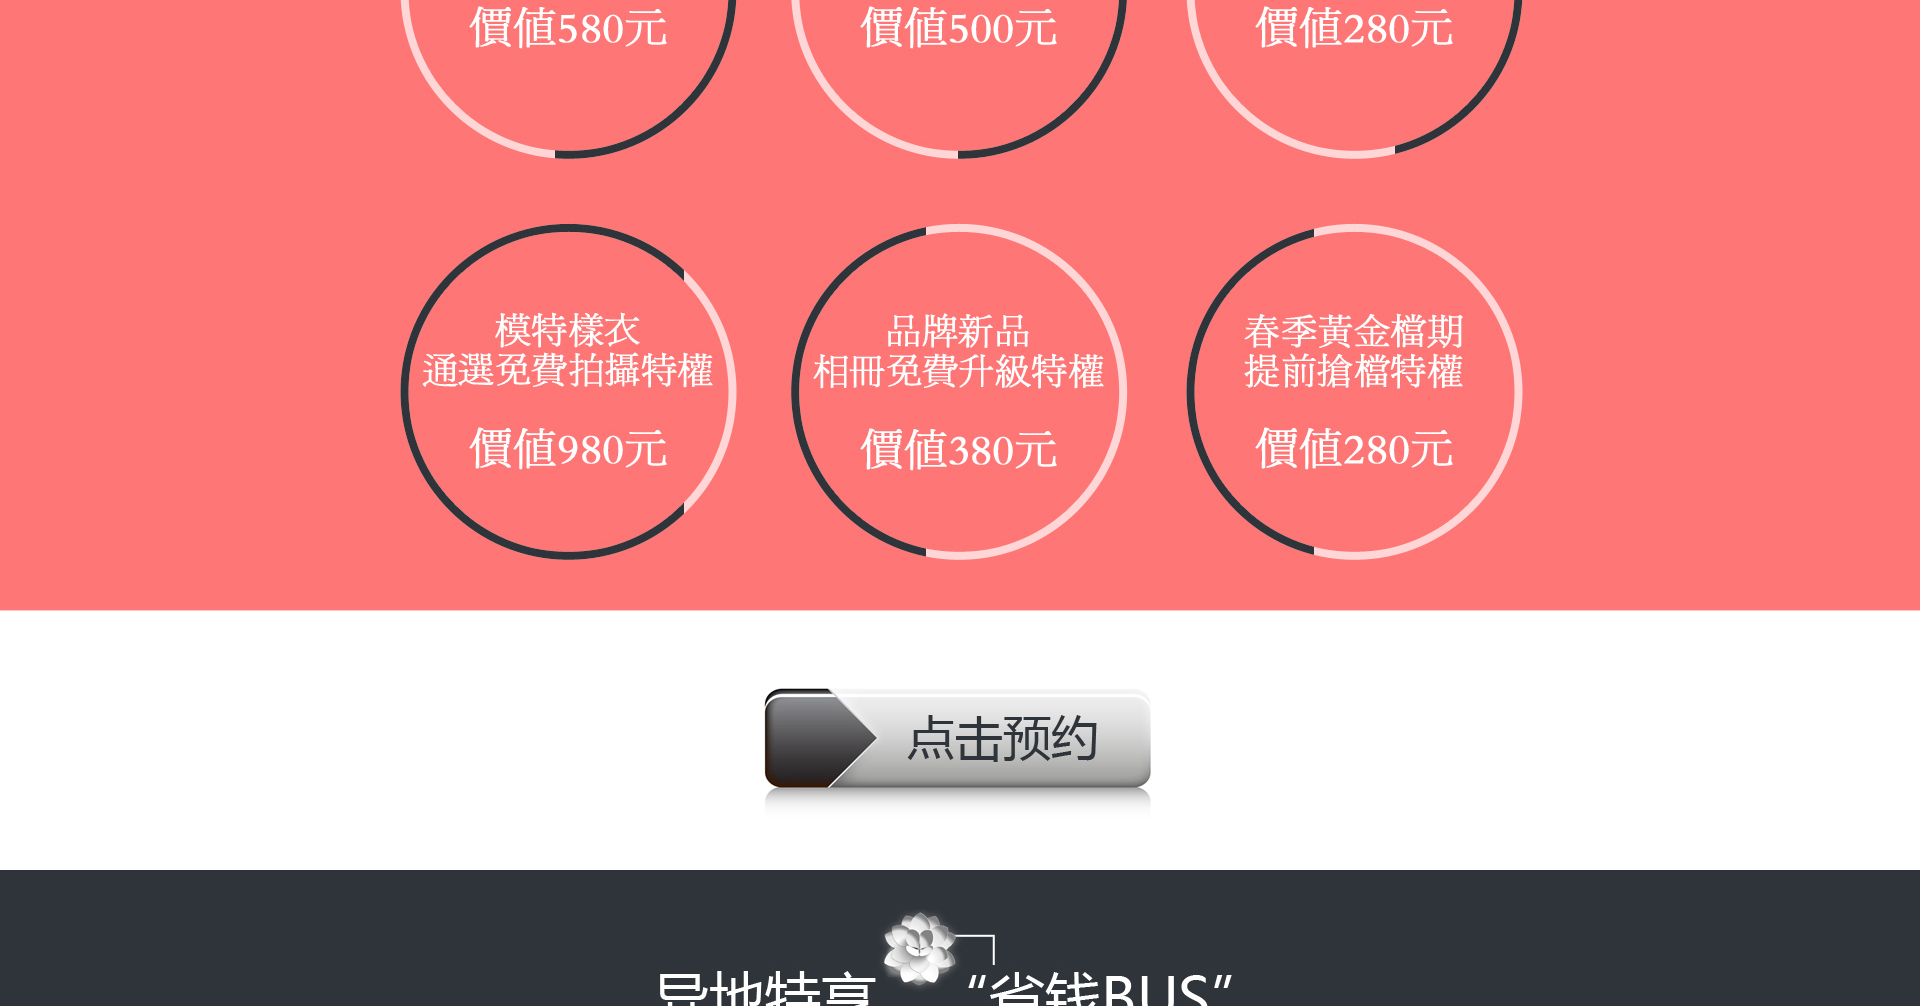 價值580元
價值500元
價值280元
模特樣衣
通選免費拍攝特權
價值980元
品牌新品
相冊免費升級特權
價值380元
春季黃金檔期
提前搶檔特權
價值280元
点击预约
异地特享 “省钱BUS”